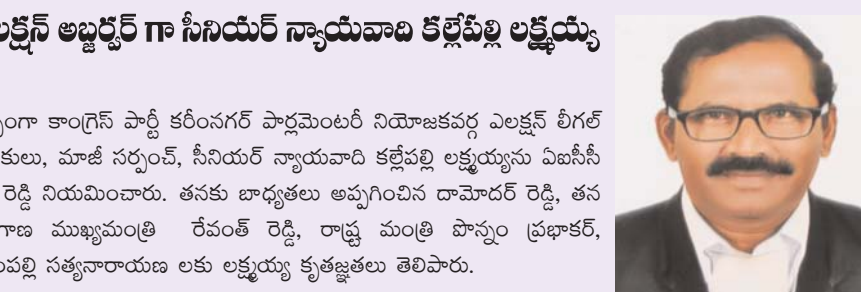 లక్షన్ అబ్జర్వర్ గా సీనియర్ న్యాయవాది కల్లేపల్లి లక్ష్మయ్య
కాంగ్రెస్ పార్టీ కరీంనగర్ పార్లమెంటరీ నియోజకవర్గ ఎలక్షన్ లీగల్
కులు, మాజీ సర్పంచ్, సీనియర్ న్యాయవాది కల్లేపల్లి లక్ష్మయ్యను ఏఐసీసీ
రెడ్డి నియమించారు. తనకు బాధ్యతలు అప్పగించిన దామోదర్ రెడ్డి, తన
గాణ ముఖ్యమంత్రి రేవంత్ రెడ్డి, రాష్ట్ర మంత్రి పొన్నం ప్రభాకర్,
పల్లి సత్యనారాయణ లకు లక్ష్మయ్య కృతజ్ఞతలు తెలిపారు.